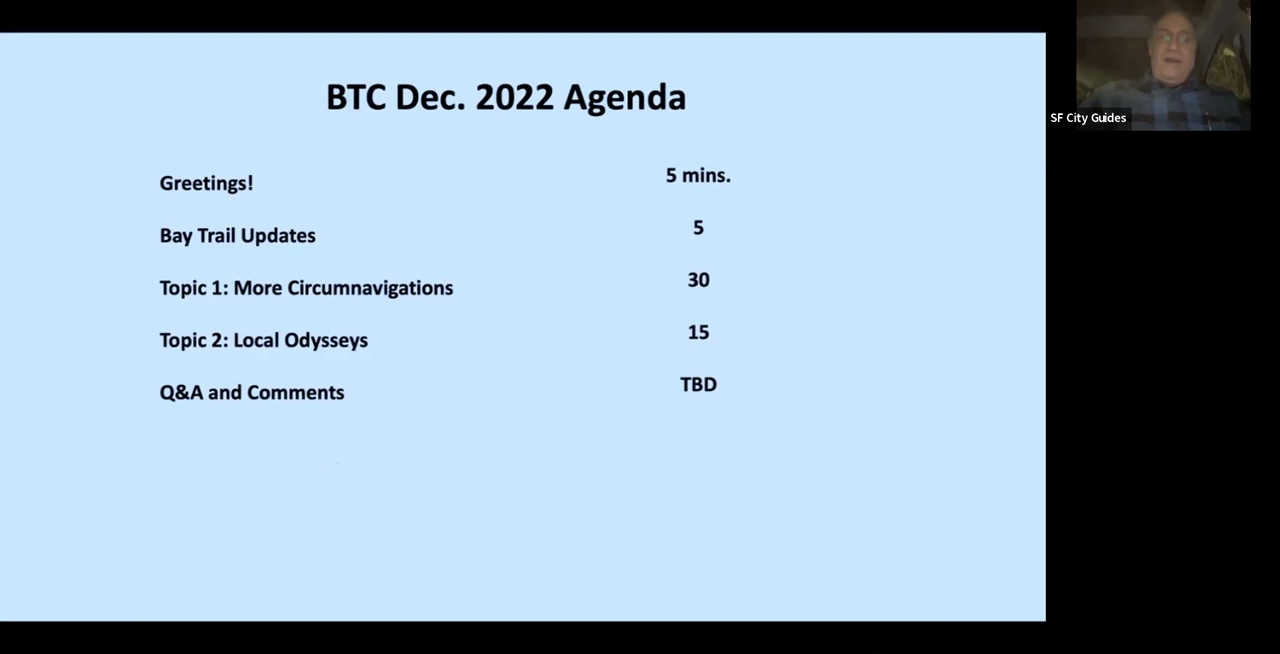 BTC Dec. 2022 Agenda
Greetings! 5 mins.
Bay Trail Updates 5
Topic 1: More Circumnavigations 30
Topic 2: Local Odysseys 15
Q&A and Comments TBD
SF City Guides